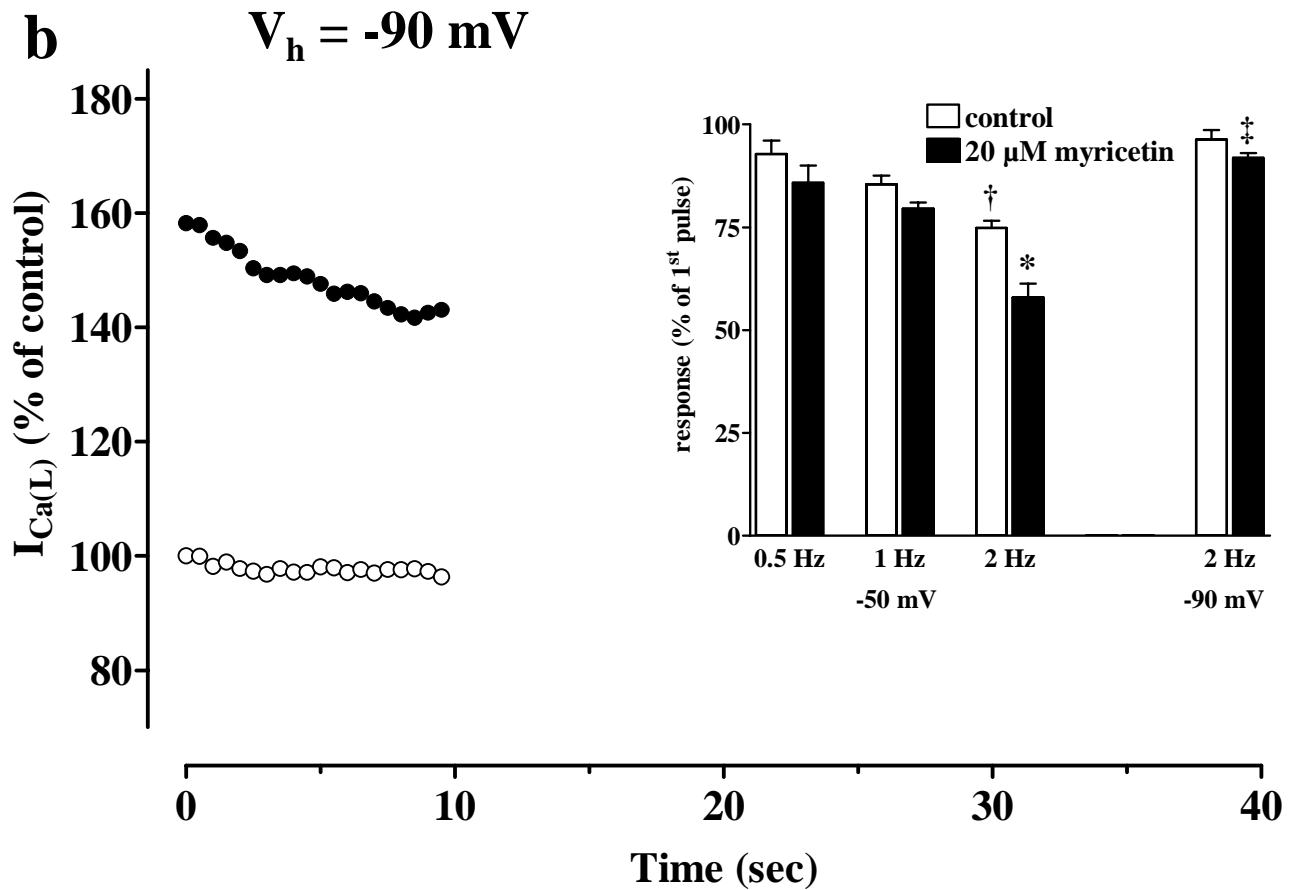 b
Vh = -90 mV
180
160
140
120
100
80
ICa(L) (% of control)
0
10
20
30
40
Time (sec)
control
20 µM myricetin
100
75
50
25
0
response (% of 1st pulse)
†
*
‡
0.5 Hz
1 Hz
2 Hz
2 Hz
-50 mV
-90 mV